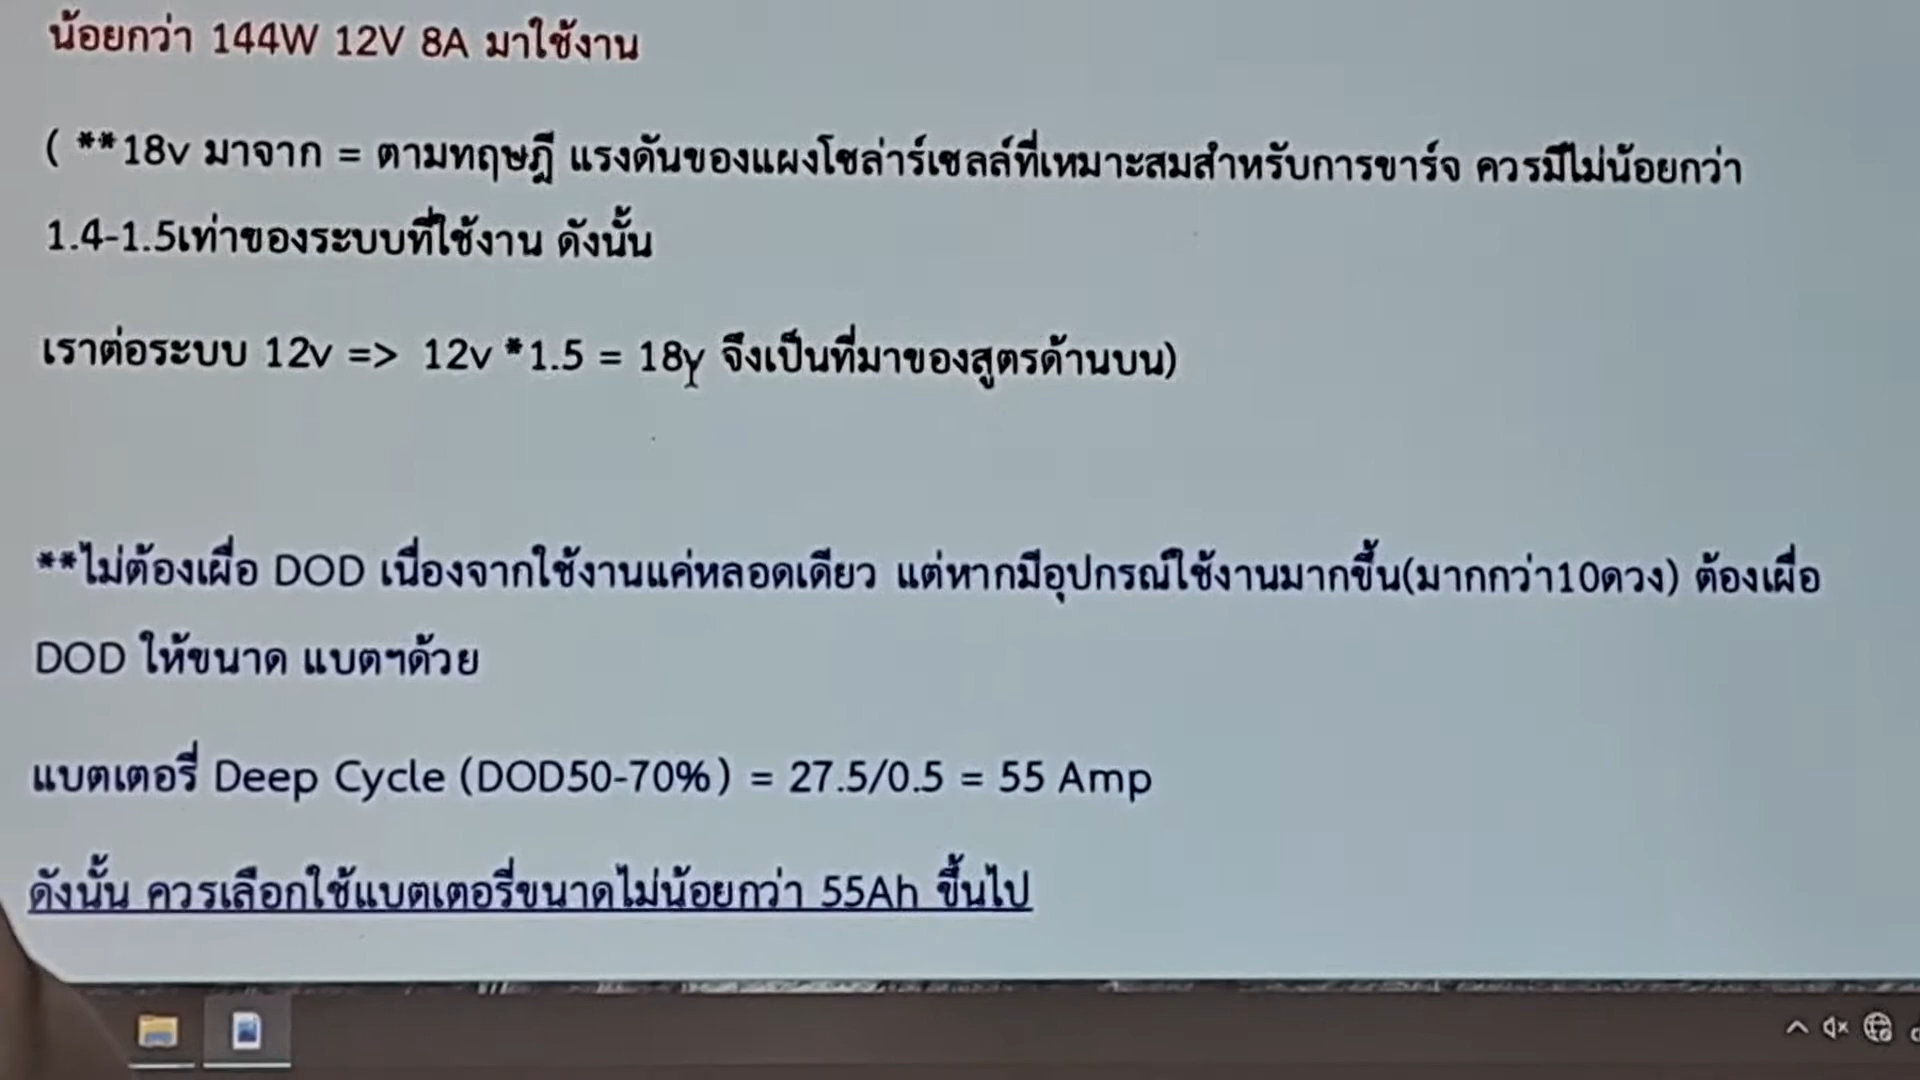 น้อยกว่า 144W 12V 8A มาใช้งาน
( **18v มาจาก = ตามทฤษฎี แรงดันของแผงโซล่าร์เซลล์ที่เหมาะสมสำหรับการชาร์จ ควรมีไม่น้อยกว่า
1.4-1.5เท่าของระบบที่ใช้งาน ดังนั้น
เราต่อระบบ 12v => 12v *1.5 = 18v จึงเป็นที่มาของสูตรด้านบน)
**ไม่ต้องเผื่อ DOD เนื่องจากใช้งานแค่หลอดเดียว แต่หากมีอุปกรณ์ใช้งานมากขึ้น(มากกว่า10ดวง) ต้องเผื่อ
DOD ให้ขนาด แบตฯด้วย
แบตเตอรี่ Deep Cycle (DOD50-70%) = 27.5/0.5 = 55 Amp
ดังนั้น ควรเลือกใช้แบตเตอรี่ขนาดไม่น้อยกว่า 55Ah ขึ้นไป